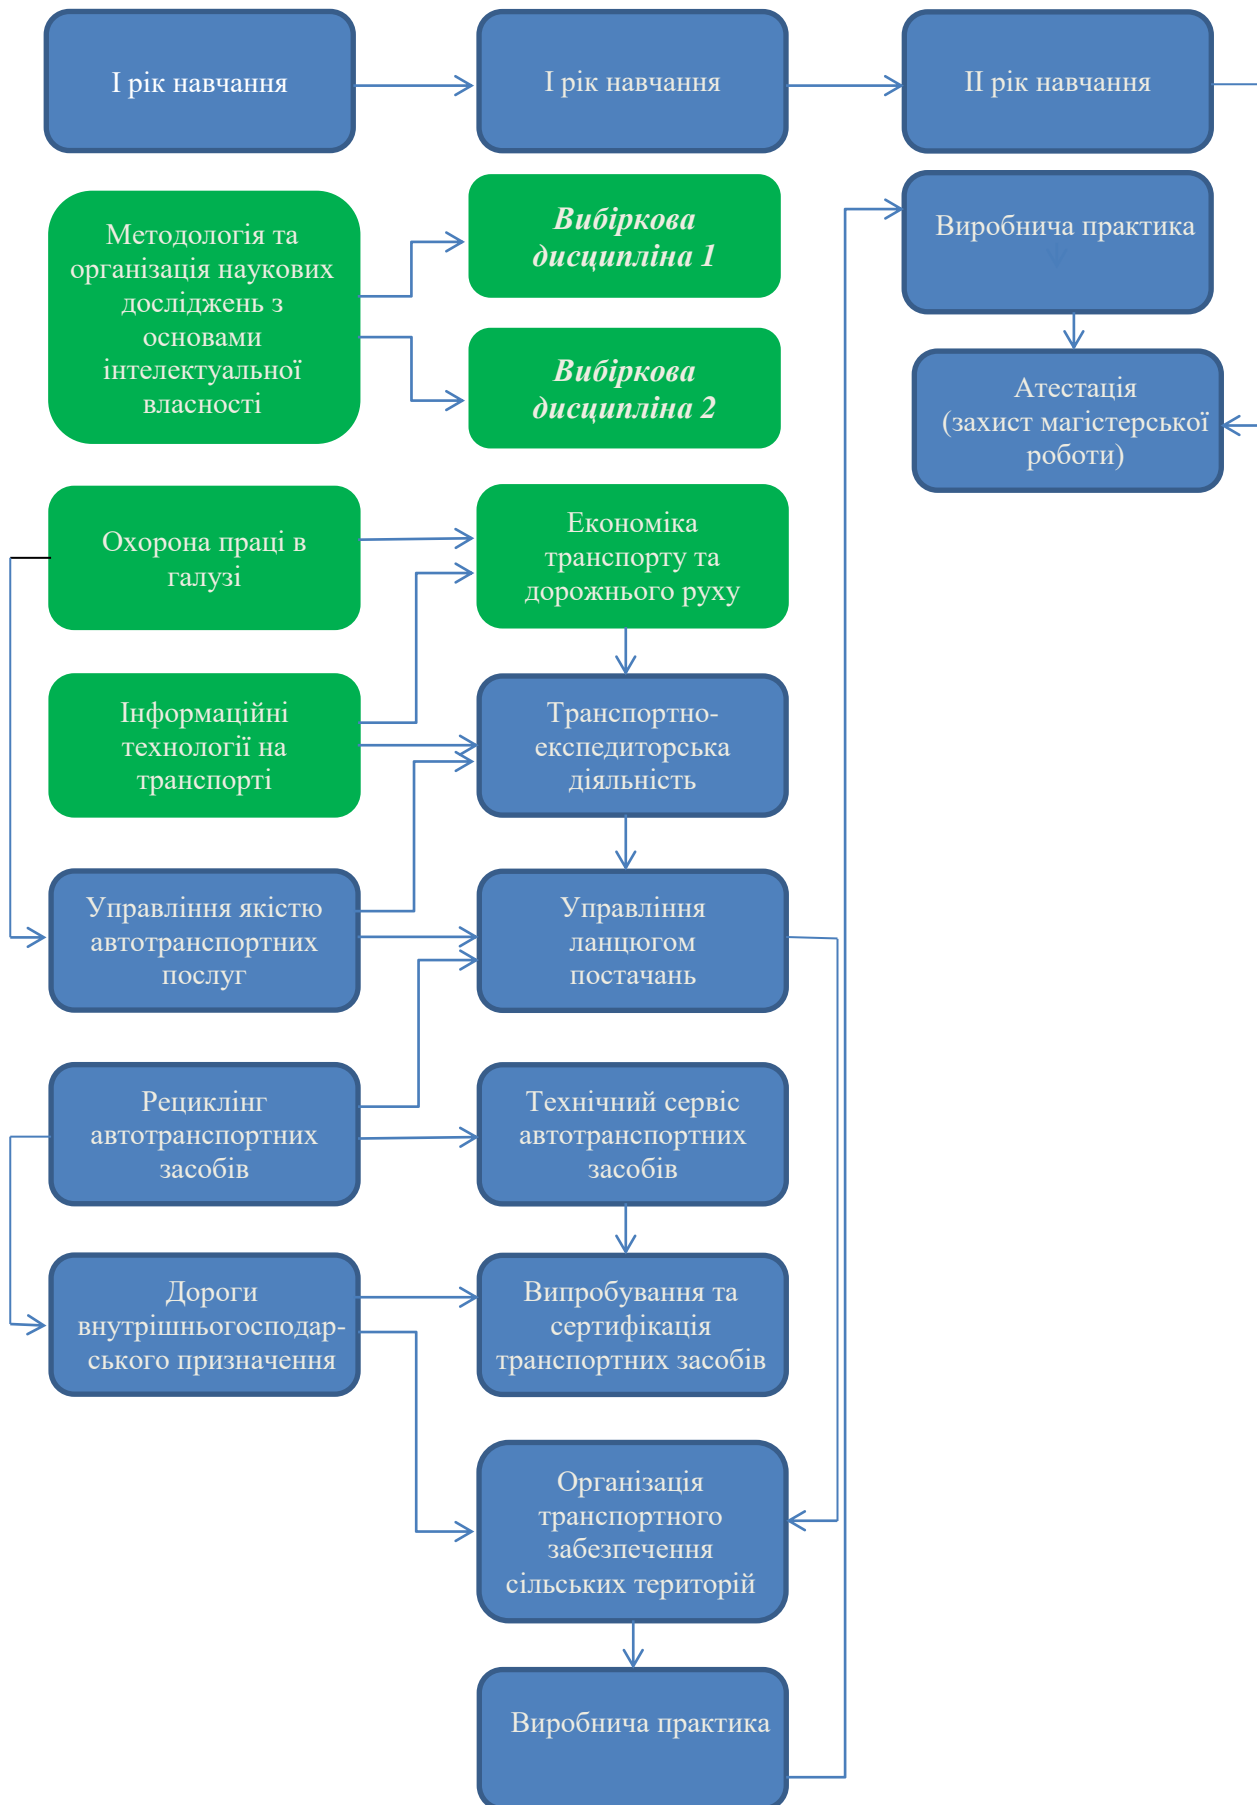 І рік навчання
І рік навчання
ІІ рік навчання
Методологія та
організація наукових
досліджень з
основами
інтелектуальної
власності
Вибіркова
дисципліна 1
Вибіркова
дисципліна 2
Виробнича практика
Атестація
(захист магістерської
роботи)
Охорона праці в
галузі
Економіка
транспорту та
дорожнього руху
Інформаційні
технології на
транспорті
Транспортно-
експедиторська
діяльність
Управління якістю
автотранспортних
послуг
Управління
ланцюгом
постачань
Рециклінг
автотранспортних
засобів
Технічний сервіс
автотранспортних
засобів
Дороги
внутрішньогосподар-
ського призначення
Випробування та
сертифікація
транспортних засобів
Організація
транспортного
забезпечення
сільських територій
Виробнича практика